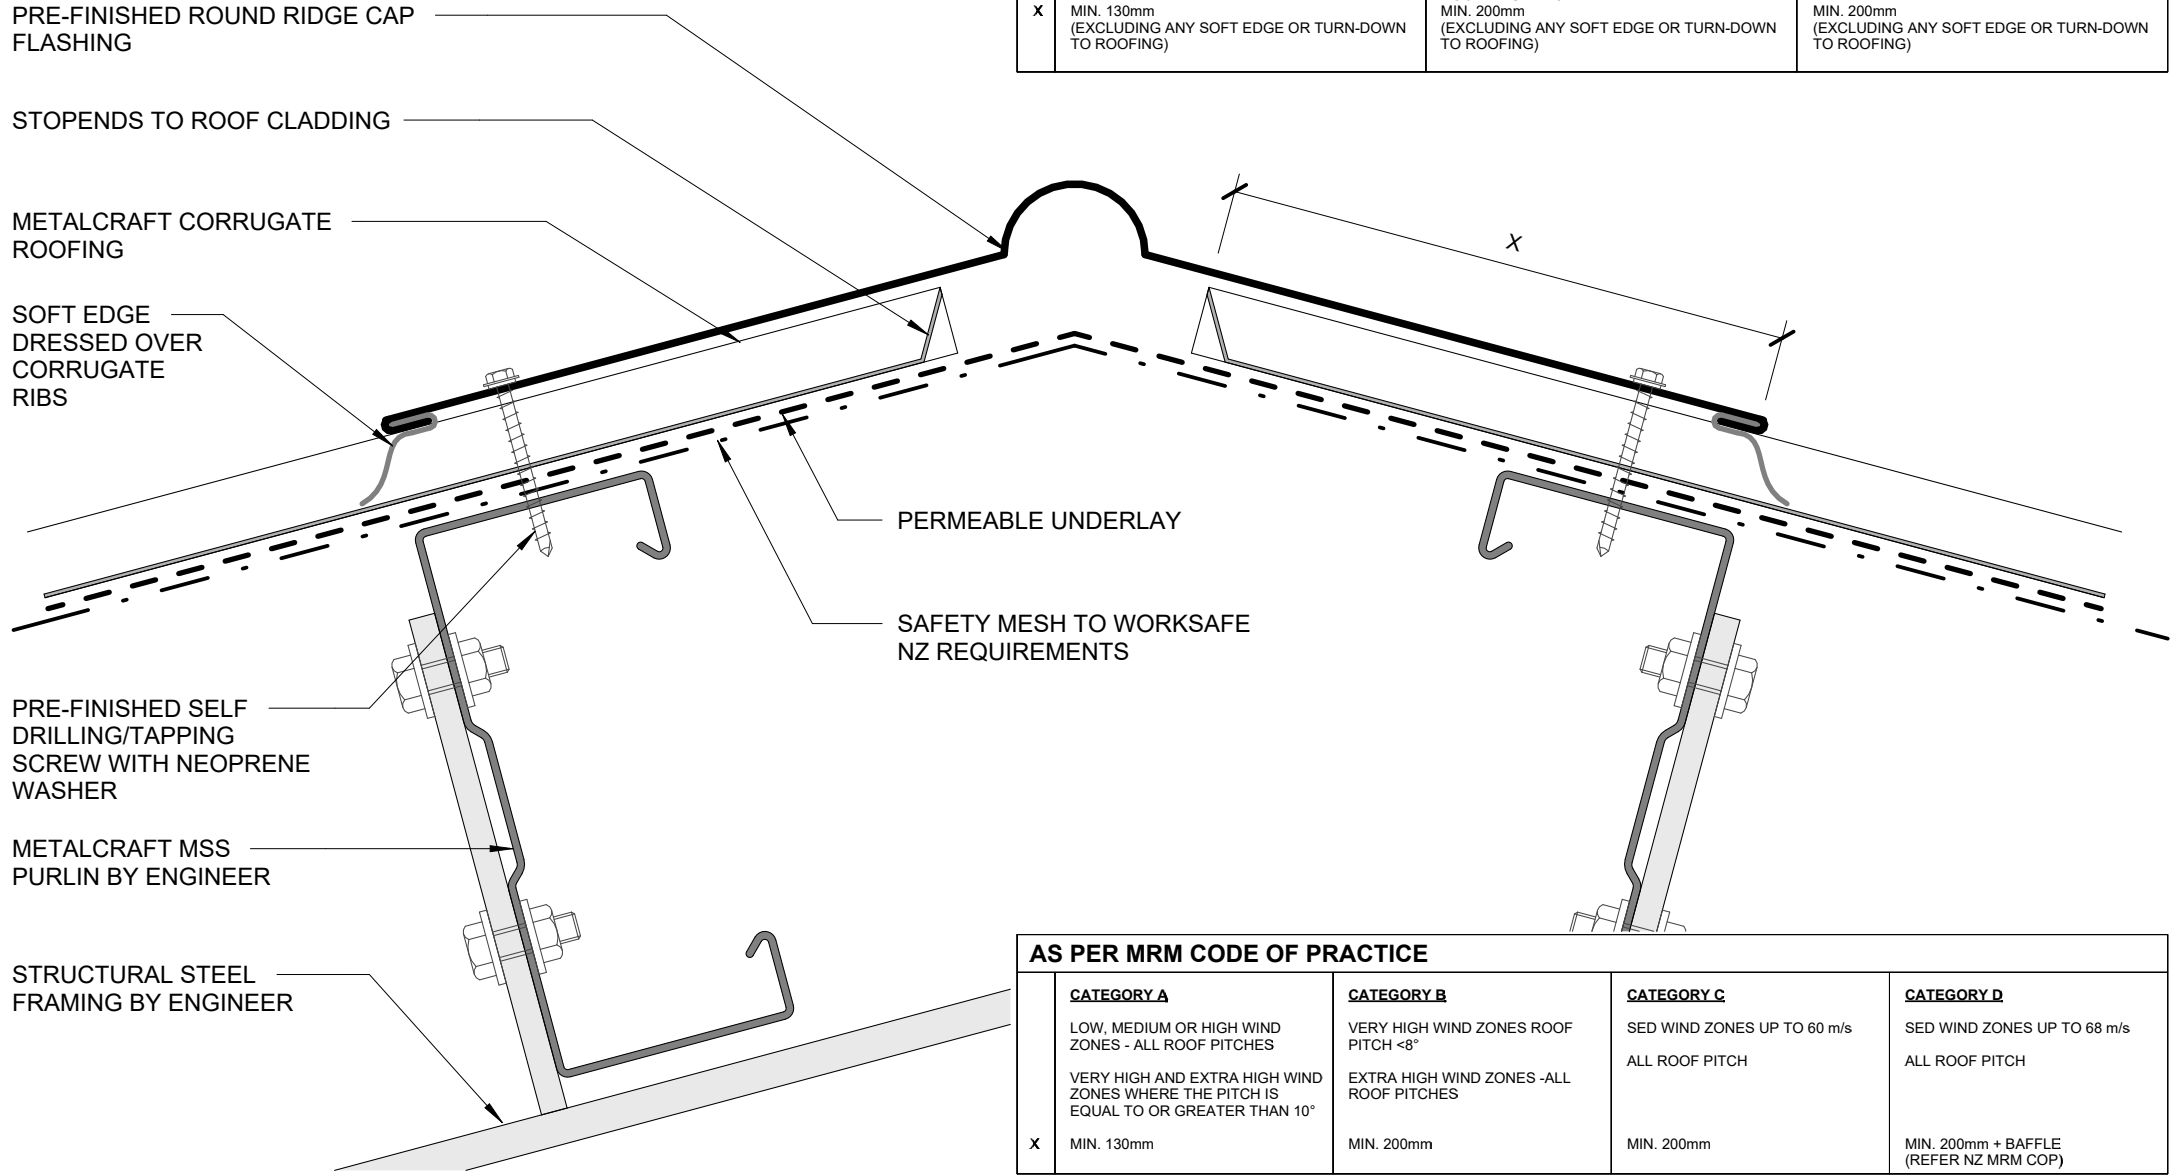 PRE-FINISHED ROUND RIDGE CAP
FLASHING
STOPENDS TO ROOF CLADDING
METALCRAFT CORRUGATE
ROOFING
SOFT EDGE
DRESSED OVER
CORRUGATE
RIBS
PRE-FINISHED SELF
DRILLING/TAPPING
SCREW WITH NEOPRENE
WASHER
METALCRAFT MSS
PURLIN BY ENGINEER
STRUCTURAL STEEL
FRAMING BY ENGINEER
X
MIN. 130mm
(EXCLUDING ANY SOFT EDGE OR TURN-DOWN
TO ROOFING)
MIN. 200mm
(EXCLUDING ANY SOFT EDGE OR TURN-DOWN
TO ROOFING)
MIN. 200mm
(EXCLUDING ANY SOFT EDGE OR TURN-DOWN
TO ROOFING)
X
PERMEABLE UNDERLAY
SAFETY MESH TO WORKSAFE
NZ REQUIREMENTS
AS PER MRM CODE OF PRACTICE
CATEGORY A
LOW, MEDIUM OR HIGH WIND
ZONES - ALL ROOF PITCHES
VERY HIGH AND EXTRA HIGH WIND
ZONES WHERE THE PITCH IS
EQUAL TO OR GREATER THAN 10°
CATEGORY B
VERY HIGH WIND ZONES ROOF
PITCH <8°
EXTRA HIGH WIND ZONES -ALL
ROOF PITCHES
CATEGORY C
SED WIND ZONES UP TO 60 m/s
ALL ROOF PITCH
CATEGORY D
SED WIND ZONES UP TO 68 m/s
ALL ROOF PITCH
X
MIN. 130mm
MIN. 200mm
MIN. 200mm
MIN. 200mm + BAFFLE
(REFER NZ MRM COP)